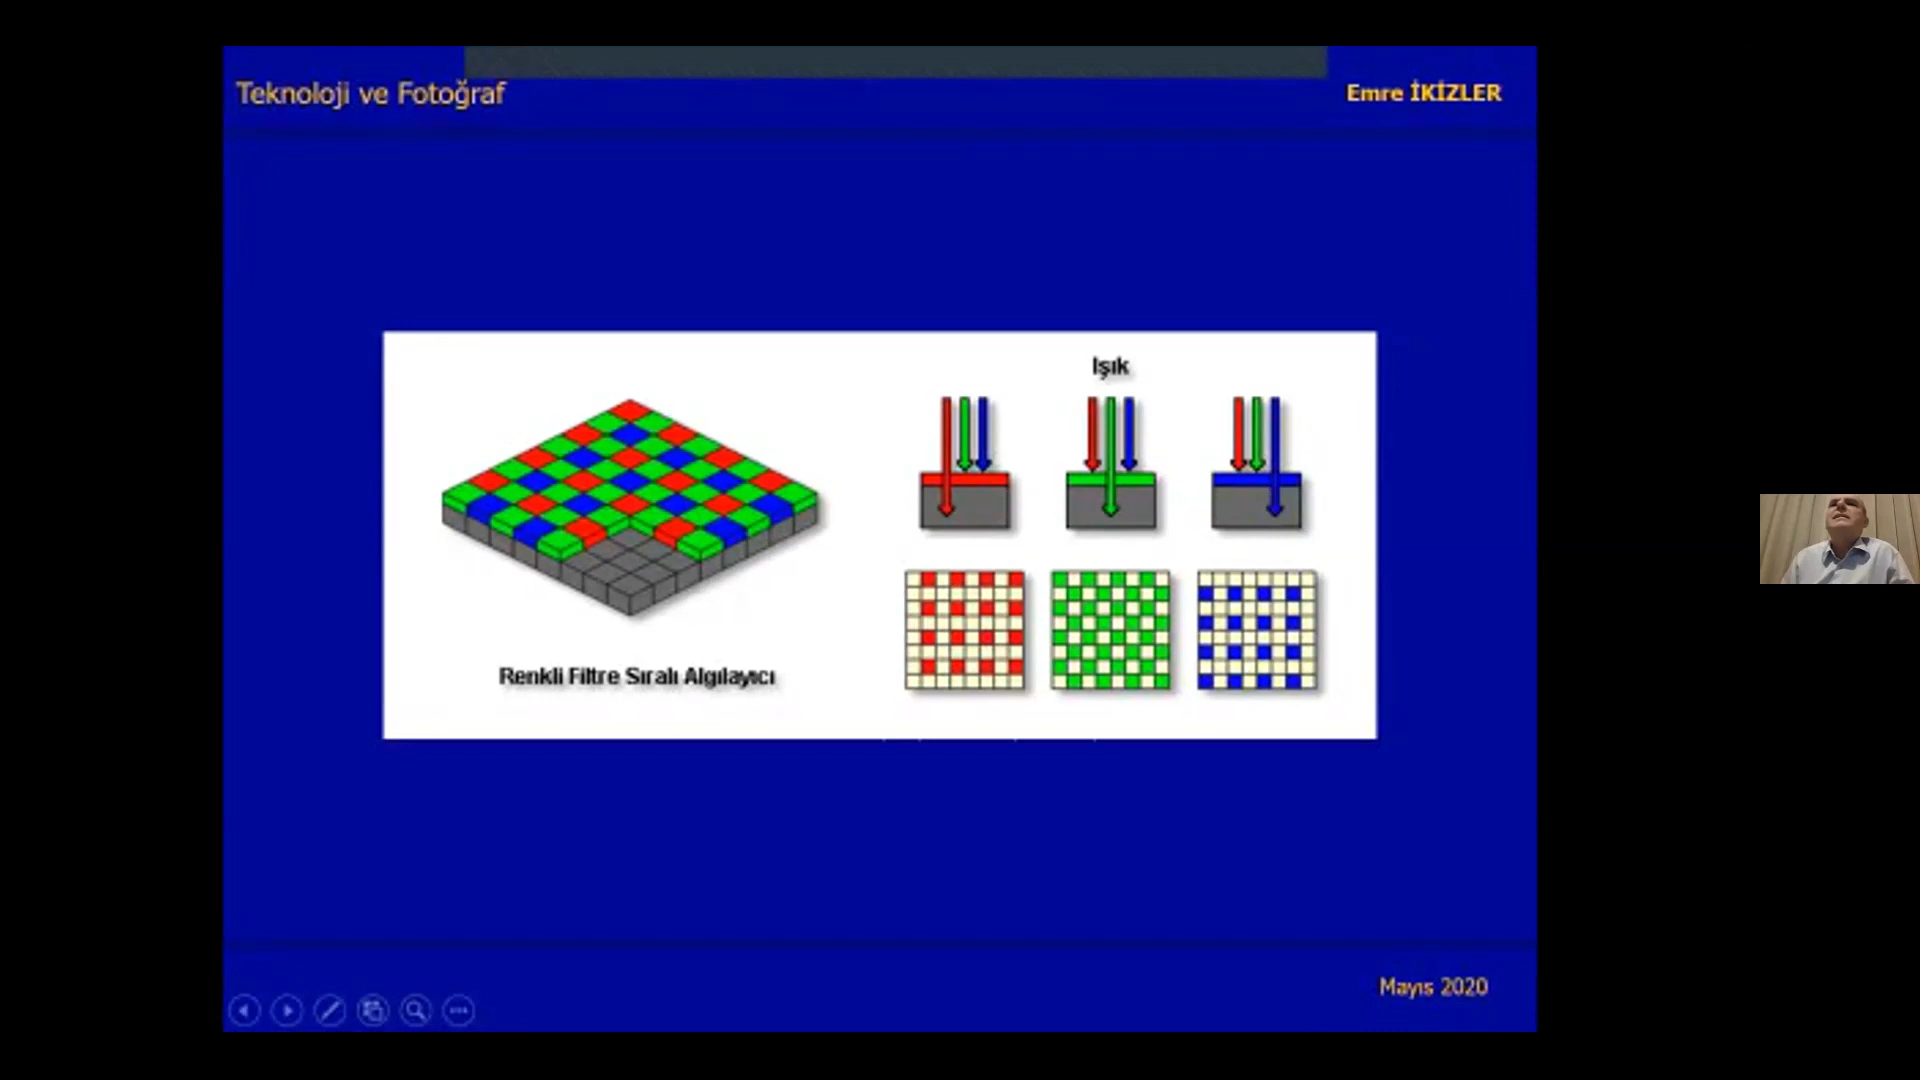 Teknoloji ve Fotoğraf
Emre İKİZLER
Işık
Renkli Filtre Sıralı Algılayıcı
Mayıs 2020